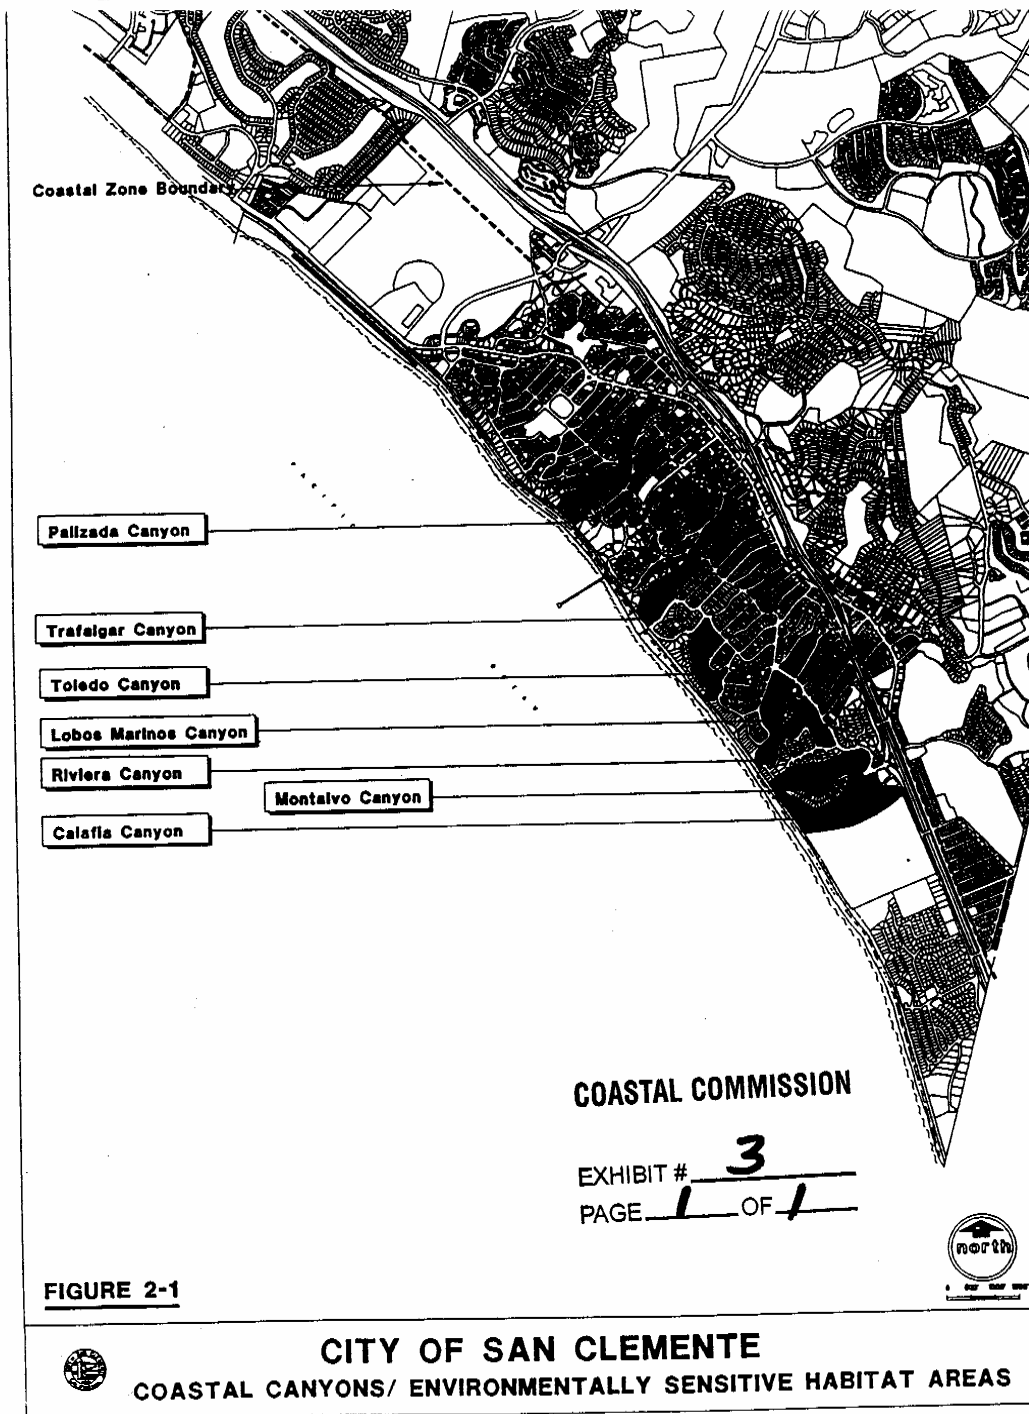 Coastal Zone Boundary
Palizada Canyon
Trafalgar Canyon
Toledo Canyon
Lobos Marinos Canyon
Riviera Canyon
Montalvo Canyon
Calafia Canyon
COASTAL COMMISSION
EXHIBIT # 3
PAGE 1 OF 1
north
FIGURE 2-1
CITY OF SAN CLEMENTE
COASTAL CANYONS/ ENVIRONMENTALLY SENSITIVE HABITAT AREAS